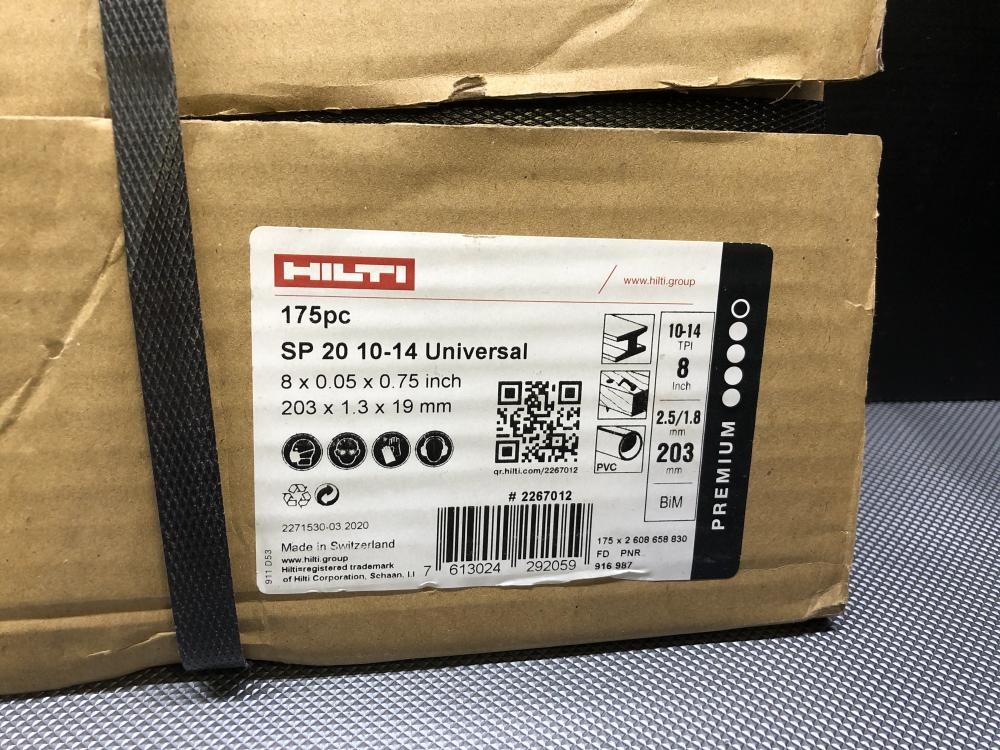 HILTI
www.hilti.group
175pc
SP 20 10-14 Universal
8 x 0.05 x 0.75 inch
203 x 1.3 x 19 mm
qr.hilti.com/2267012
PVC
10-14
TPI
8
Inch
2.5/1.8
mm
203
mm
BiM
PREMIUM
# 2267012
2271530-03.2020
Made in Switzerland
www.hilti.group
Hilti=registered trademark
of Hilti Corporation, Schaan,
911 D53
7 613024 292059
175 x 2 608 658 830
FD PNR
916 987